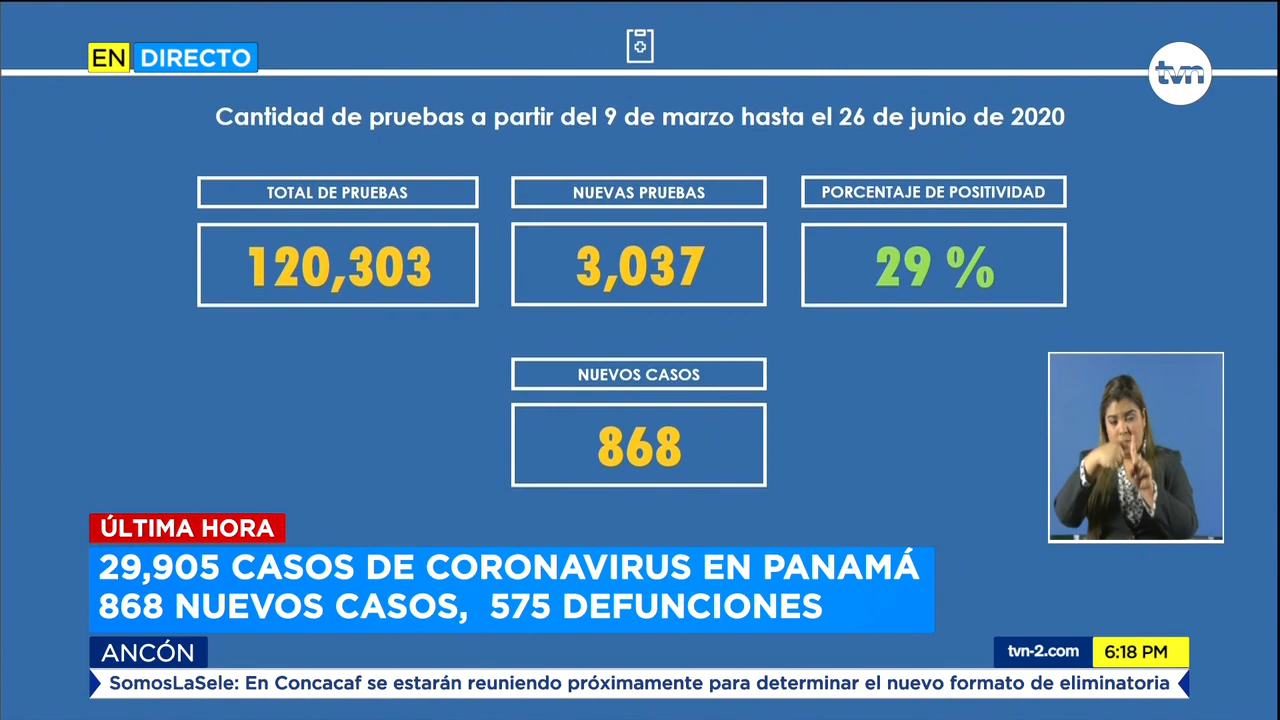 EN DIRECTO
tvn
Cantidad de pruebas a partir del 9 de marzo hasta el 26 de junio de 2020
TOTAL DE PRUEBAS
120,303
NUEVAS PRUEBAS
3,037
PORCENTAJE DE POSITIVIDAD
29 %
NUEVOS CASOS
868
ÚLTIMA HORA
29,905 CASOS DE CORONAVIRUS EN PANAMÁ
868 NUEVOS CASOS, 575 DEFUNCIONES
ANCÓN
tvn-2.com
6:18 PM
SomosLaSele: En Concacaf se estarán reuniendo próximamente para determinar el nuevo formato de eliminatoria